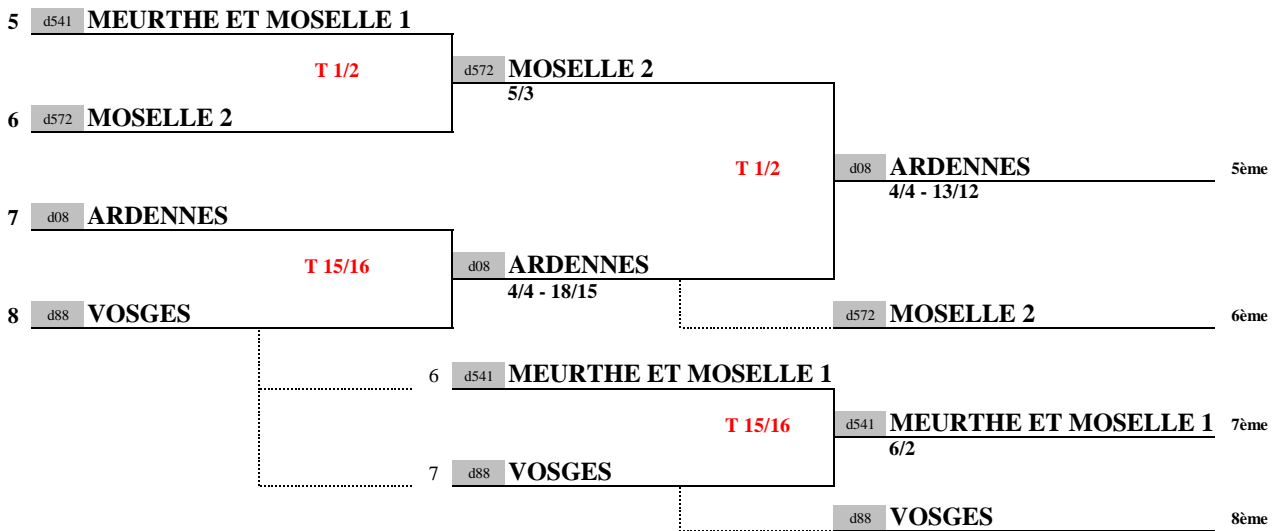 5 d541 MEURTHE ET MOSELLE 1
T 1/2 d572 MOSELLE 2
5/3
6 d572 MOSELLE 2
T 1/2 d08 ARDENNES 5ème
4/4 - 13/12
7 d08 ARDENNES
T 15/16 d08 ARDENNES
4/4 - 18/15
8 d88 VOSGES d572 MOSELLE 2 6ème
6 d541 MEURTHE ET MOSELLE 1
T 15/16 d541 MEURTHE ET MOSELLE 1 7ème
6/2
7 d88 VOSGES
d88 VOSGES 8ème